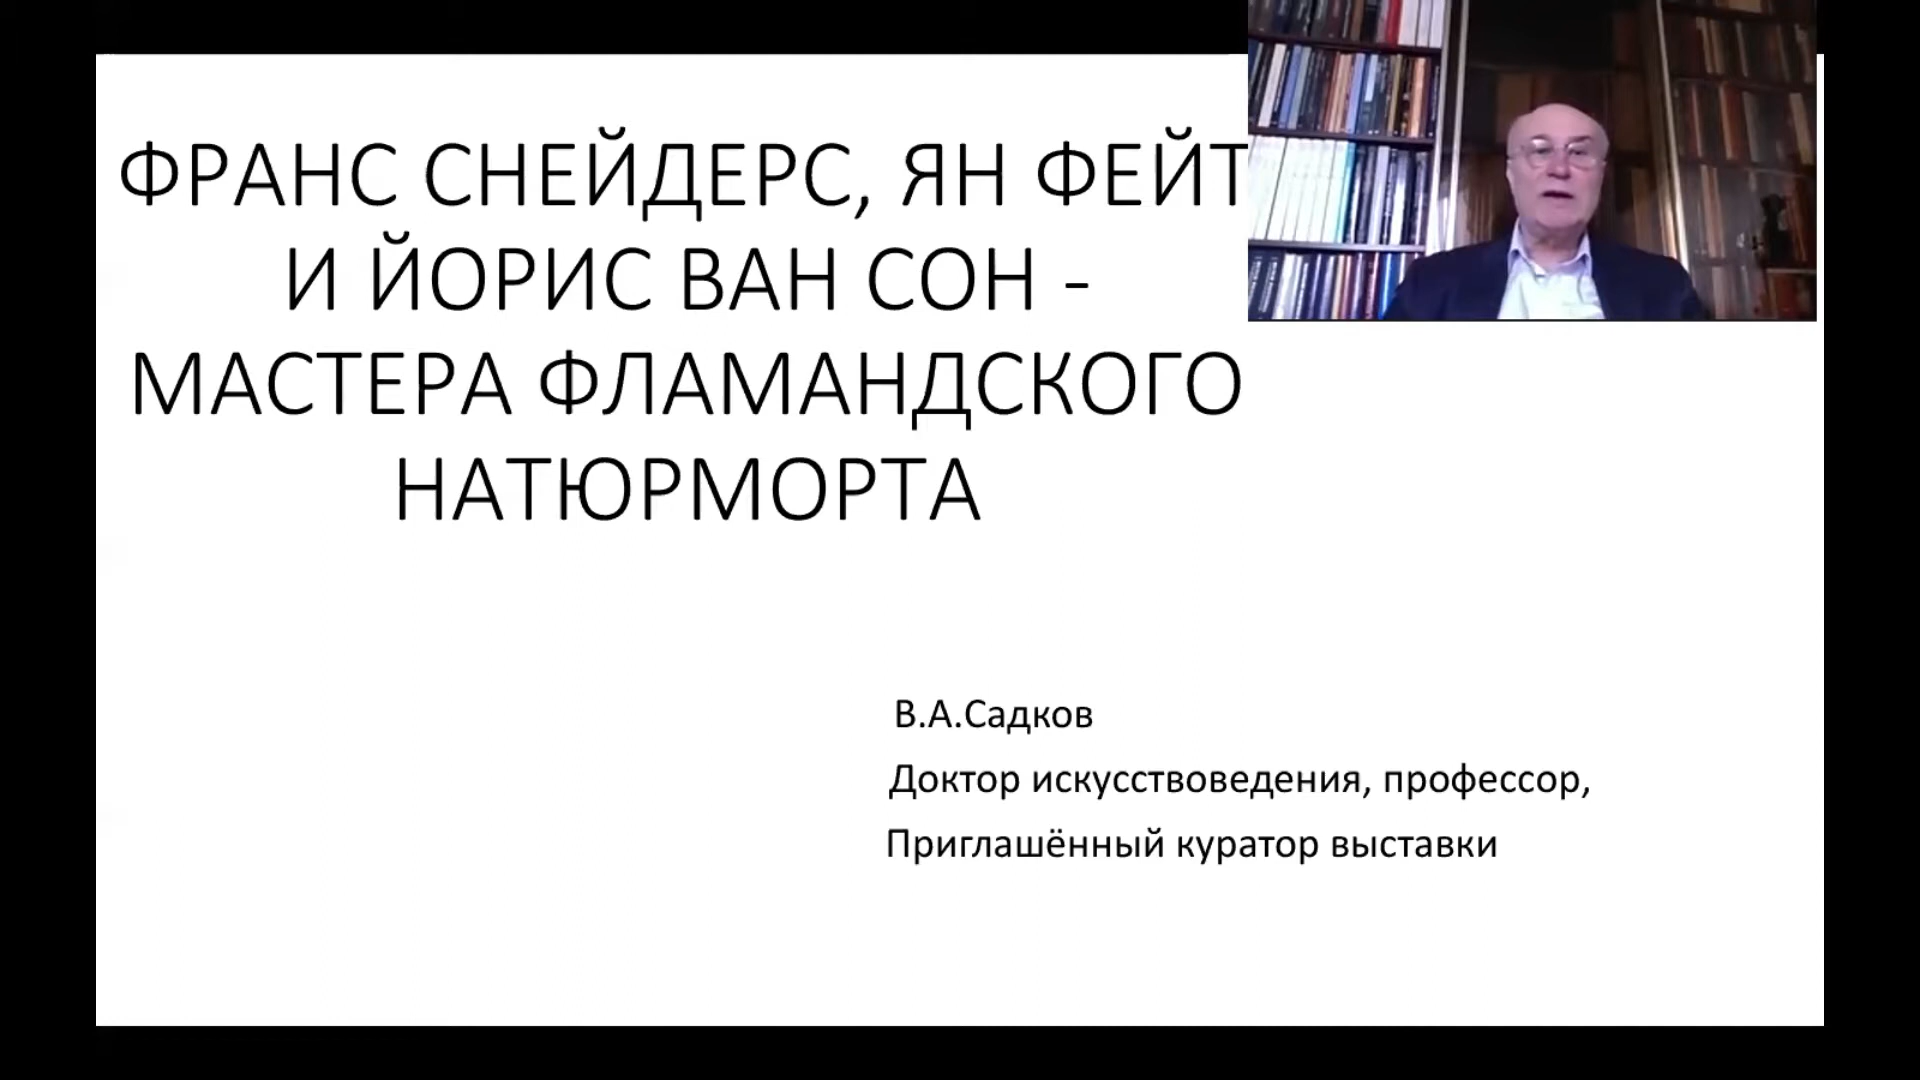 ФРАНС СНЕЙДЕРС, ЯН ФЕЙТ
И ЙОРИС ВАН СОН -
МАСТЕРА ФЛАМАНДСКОГО
НАТЮРМОРТА
В.А.Садков
Доктор искусствоведения, профессор,
Приглашённый куратор выставки